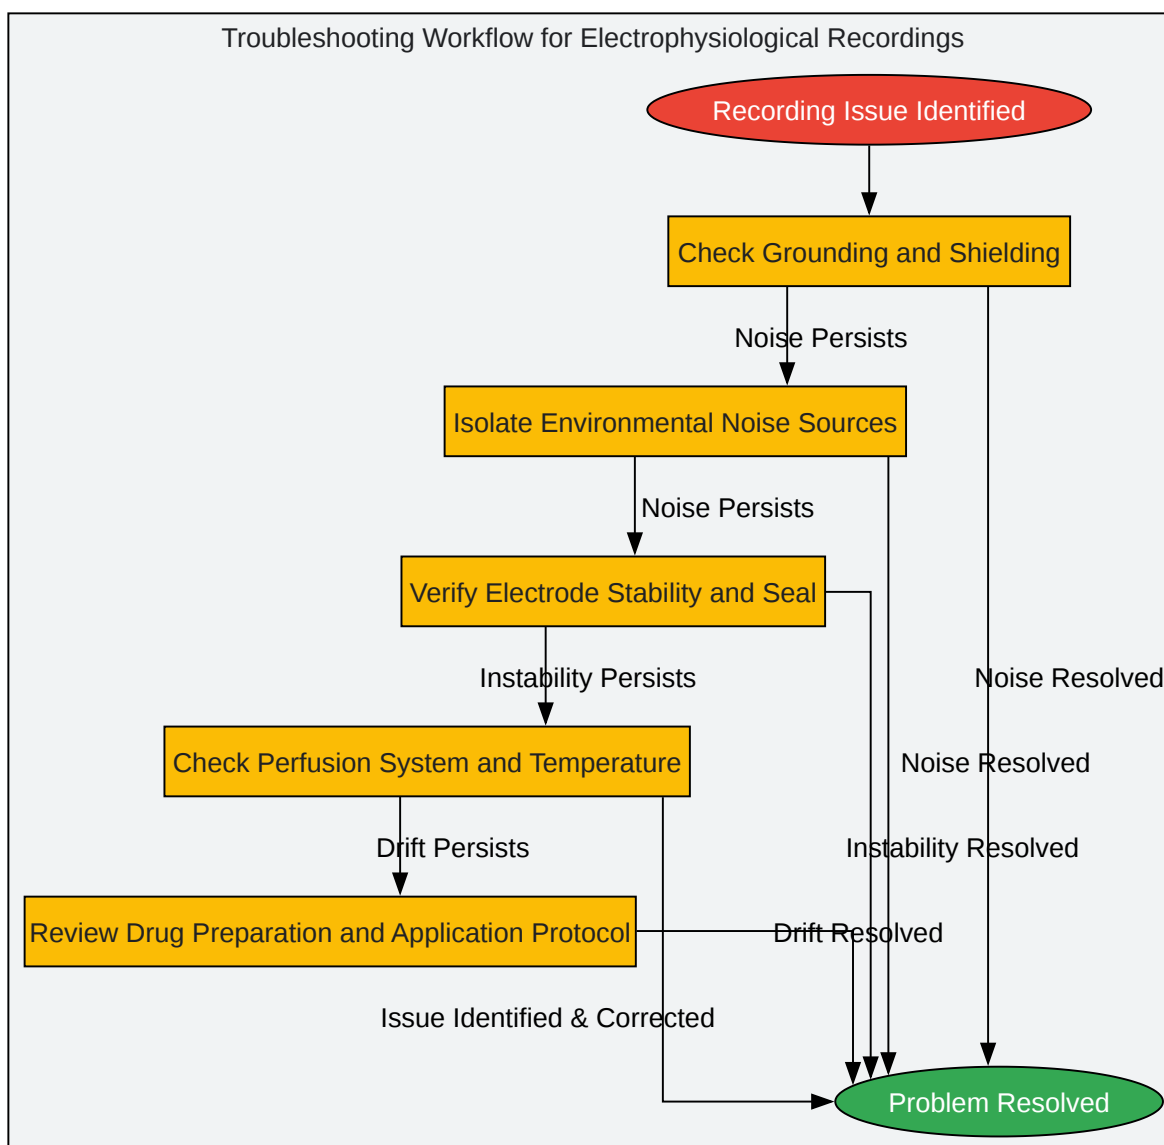 Troubleshooting Workflow for Electrophysiological Recordings
Recording Issue Identified
Check Grounding and Shielding
Noise Persists
Isolate Environmental Noise Sources
Noise Persists
Verify Electrode Stability and Seal
Instability Persists
Noise Resolved
Check Perfusion System and Temperature
Noise Resolved
Drift Persists
Instability Resolved
Review Drug Preparation and Application Protocol
Drift Resolved
Issue Identified & Corrected
Problem Resolved